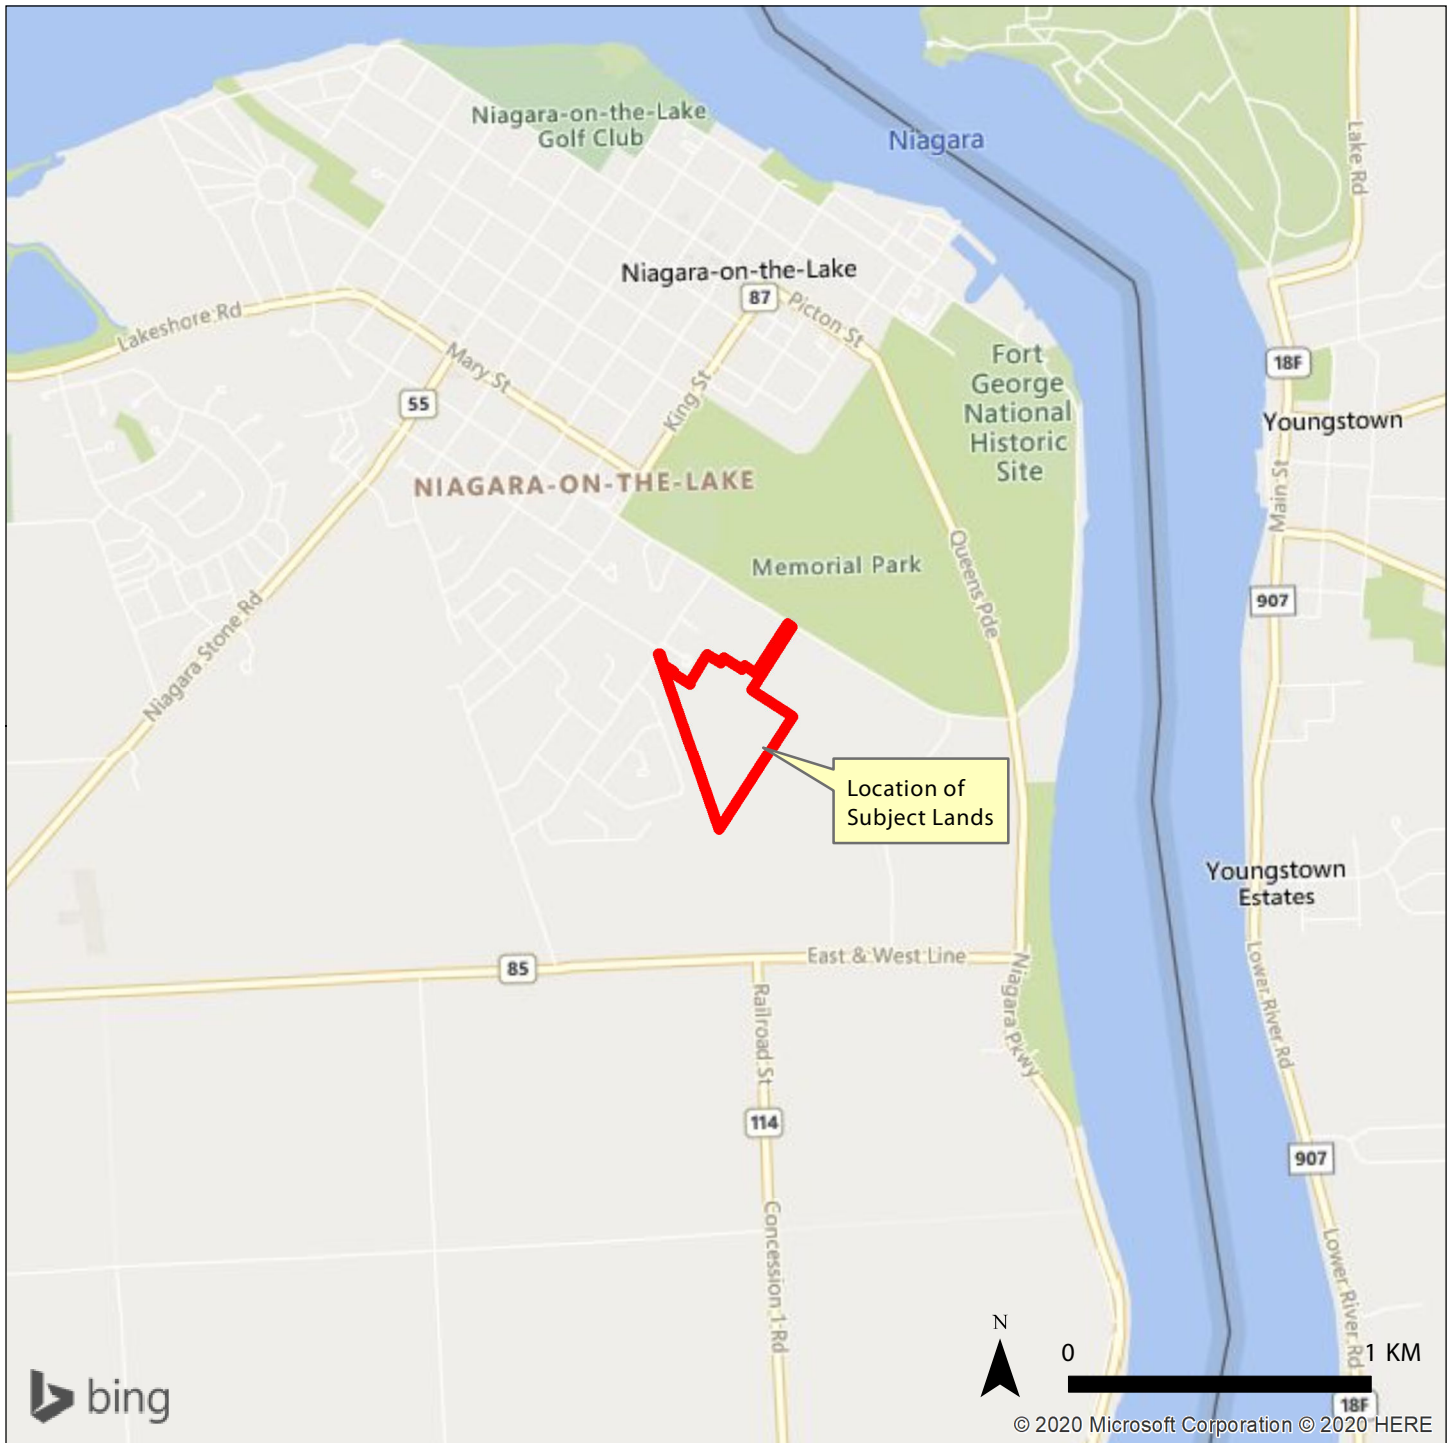 Niagara-on-the-Lake
Golf Club
Niagara
Lake Rd
Niagara-on-the-Lake
87
Picton St
Lakeshore Rd
Mary St
King St
55
Fort
George
National
Historic
Site
18F
Youngstown
NIAGARA-ON-THE-LAKE
Main St
Memorial Park
Queens Pde
907
Niagara Stone Rd
Location of
Subject Lands
Youngstown
Estates
85
East & West Line
Niagara Pkwy
Lower River Rd
Railroad St
114
907
Concession 1 Rd
Lower River Rd
N
0
1 KM
18F
bing
© 2020 Microsoft Corporation © 2020 HERE